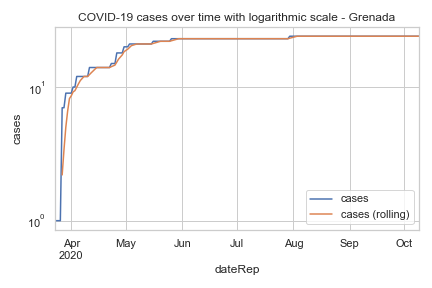 COVID-19 cases over time with logarithmic scale - Grenada
cases
10¹
10⁰
cases
cases (rolling)
Apr May Jun Jul Aug Sep Oct
2020
dateRep